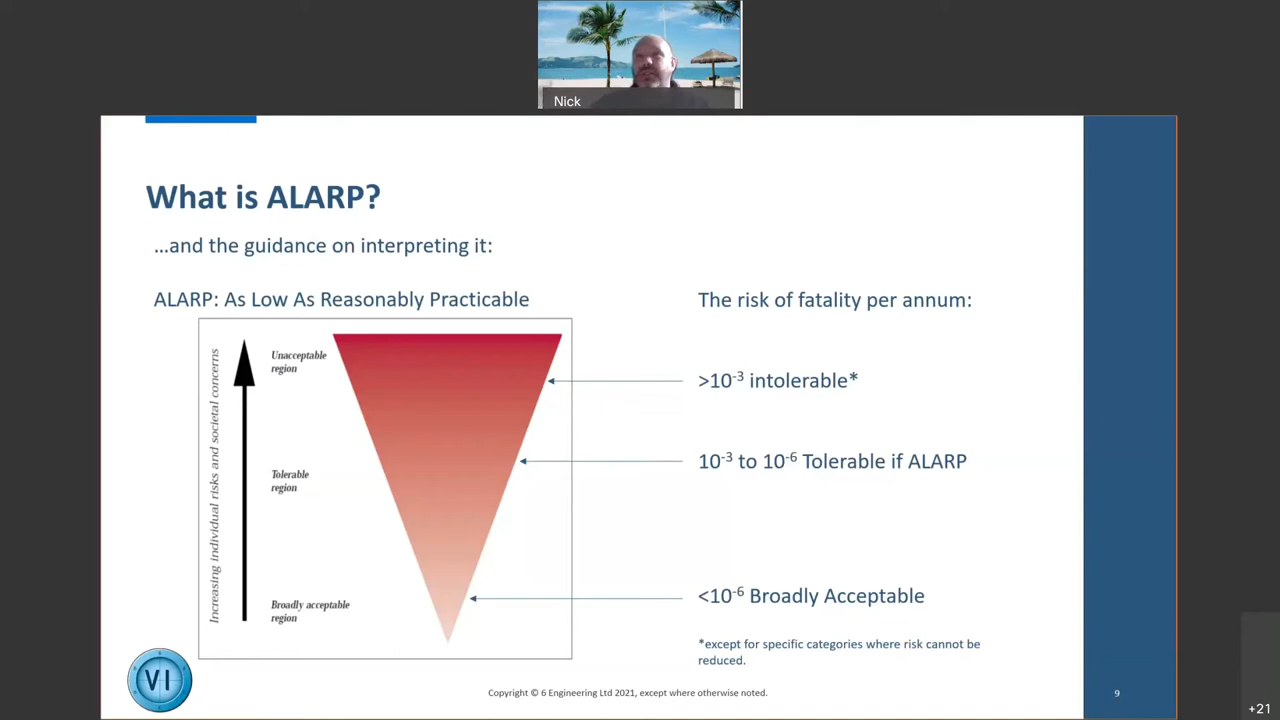 Nick
What is ALARP?
…and the guidance on interpreting it:
ALARP: As Low As Reasonably Practicable
Increasing individual risks and societal concerns
Unacceptable
region
Tolerable
region
Broadly acceptable
region
The risk of fatality per annum:
>10⁻³ intolerable*
10⁻³ to 10⁻⁶ Tolerable if ALARP
<10⁻⁶ Broadly Acceptable
*except for specific categories where risk cannot be
reduced.
VI
Copyright © 6 Engineering Ltd 2021, except where otherwise noted.
9
+21